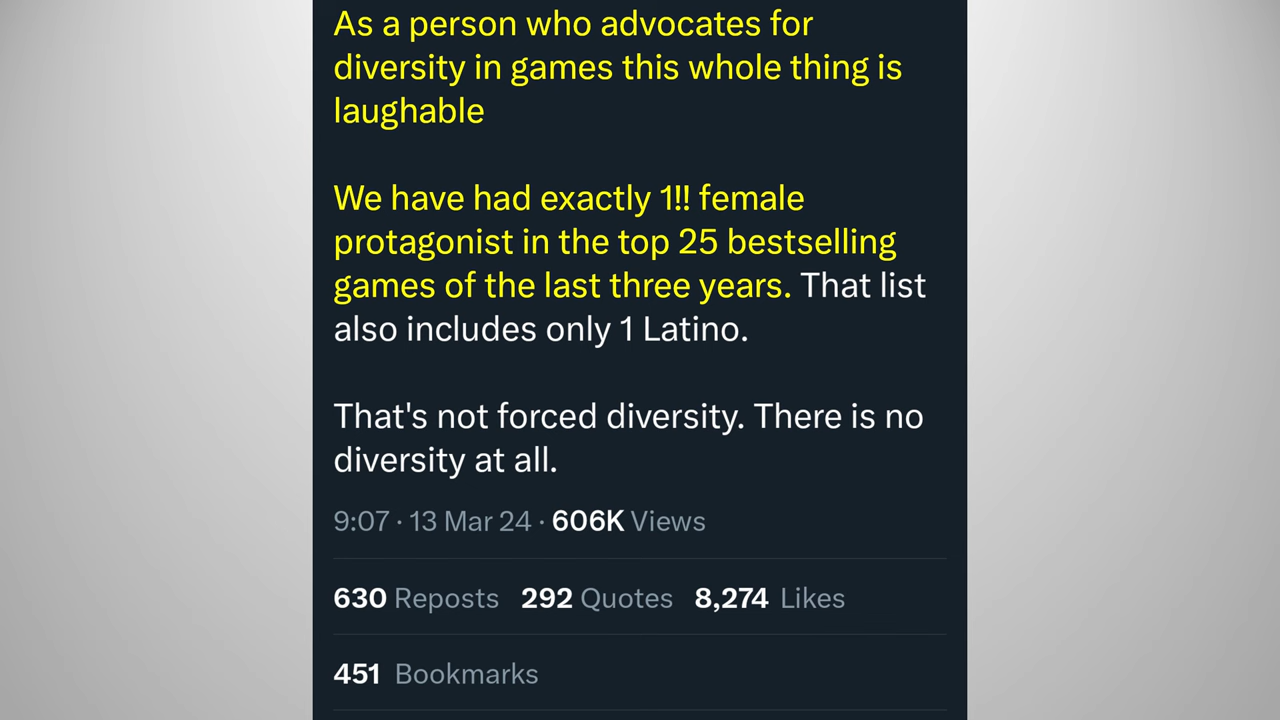 As a person who advocates for
diversity in games this whole thing is
laughable
We have had exactly 1!! female
protagonist in the top 25 bestselling
games of the last three years. That list
also includes only 1 Latino.
That's not forced diversity. There is no
diversity at all.
9:07 · 13 Mar 24 · 606K Views
630 Reposts 292 Quotes 8,274 Likes
451 Bookmarks